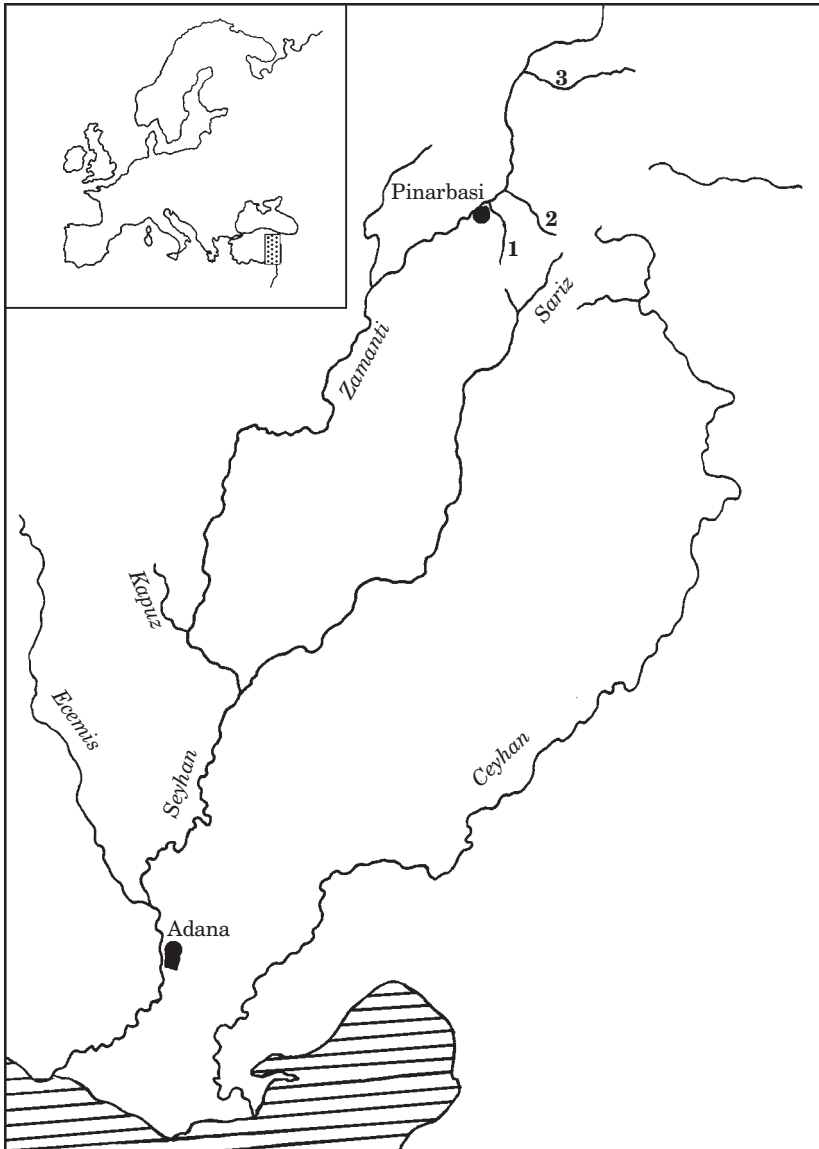 3
Pinarbasi
2
1
Sariz
Zamanti
Kapuz
Ecemis
Seyhan
Ceyhan
Adana